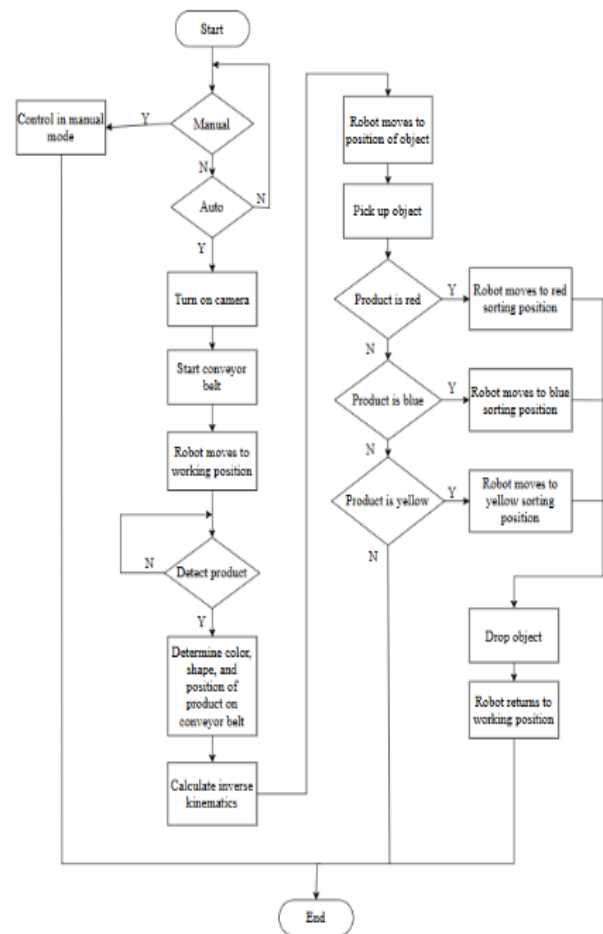 Start
Manual
Y
Control in manual
mode
N
Auto
N
Y
Turn on camera
Start conveyor
belt
Robot moves to
working position
Detect product
N
Y
Determine color,
shape, and
position of
product on
conveyor belt
Calculate inverse
kinematics
Robot moves to
position of object
Pick up object
Product is red
Y
Robot moves to red
sorting position
N
Product is blue
Y
Robot moves to blue
sorting position
N
Product is yellow
Y
Robot moves to
yellow sorting
position
N
Drop object
Robot returns to
working position
End